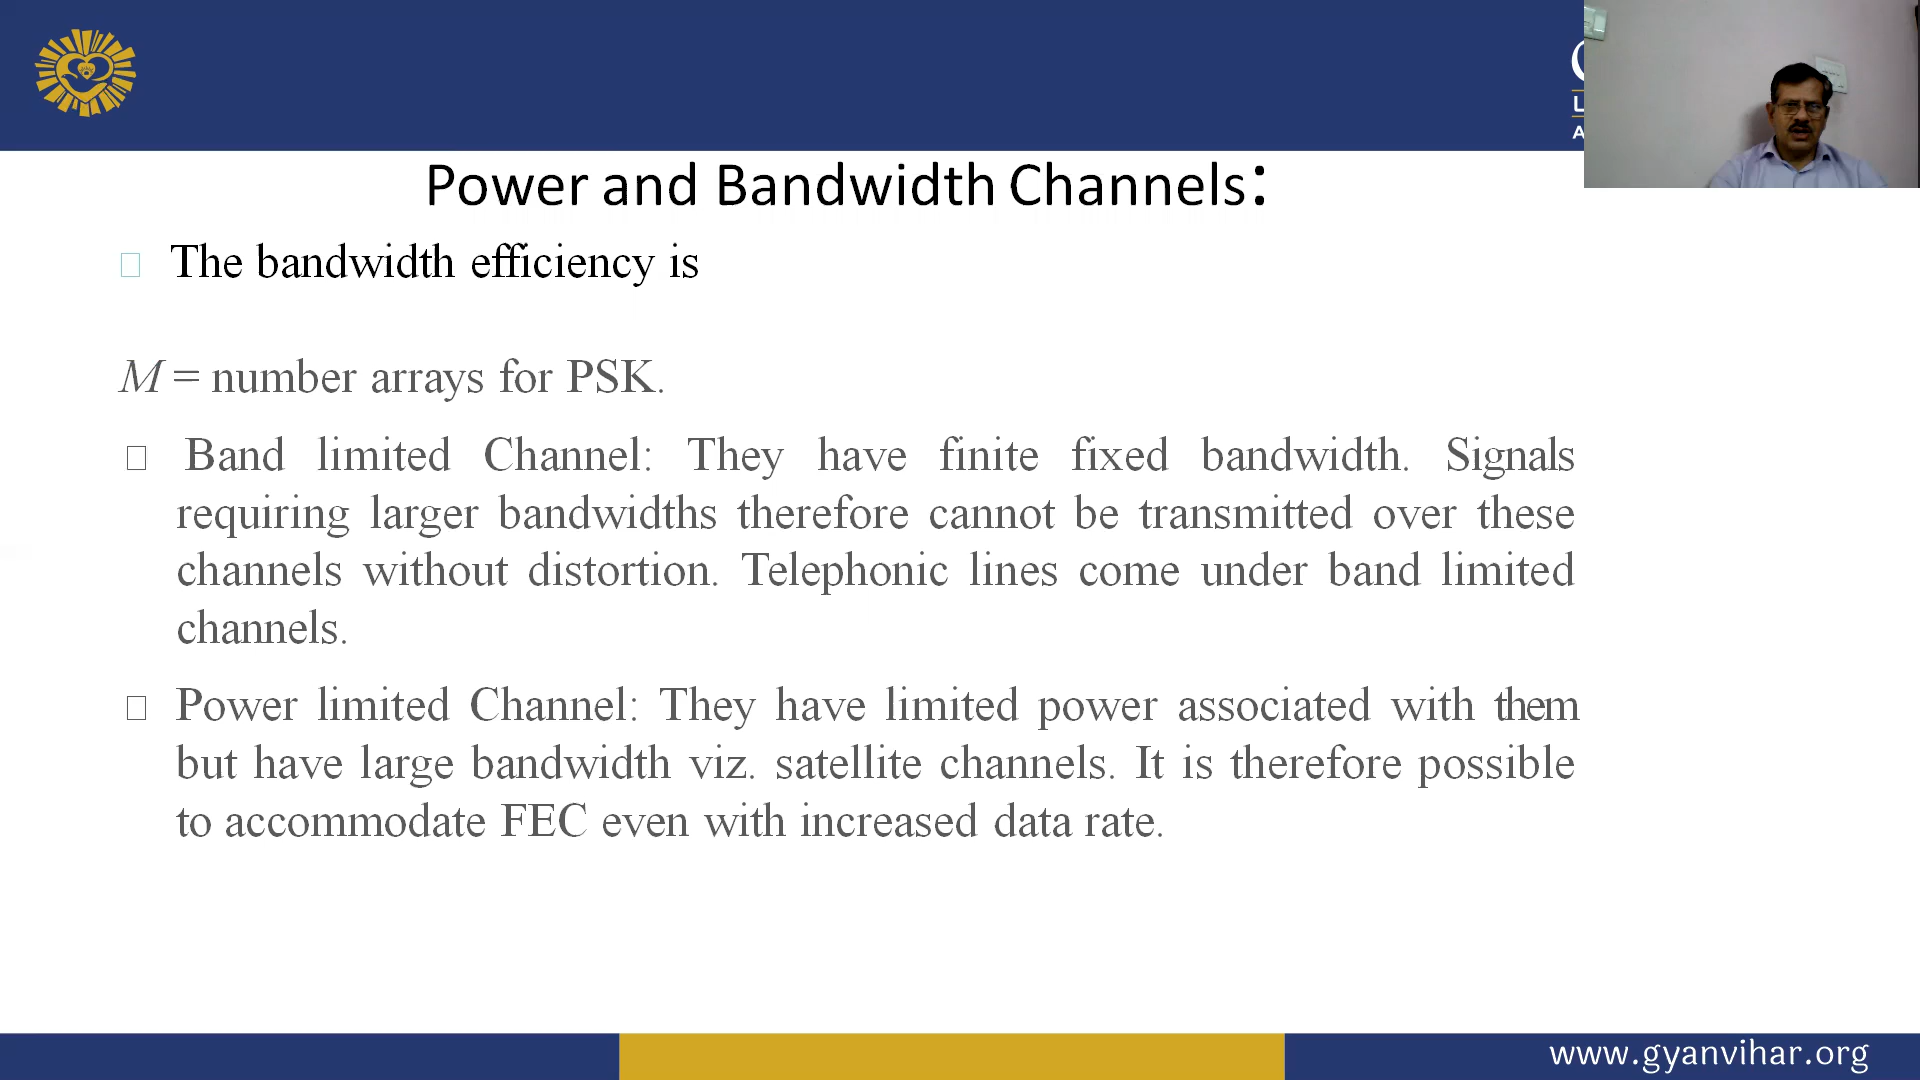 Power and Bandwidth Channels:
The bandwidth efficiency is
M = number arrays for PSK.
Band limited Channel: They have finite fixed bandwidth. Signals
requiring larger bandwidths therefore cannot be transmitted over these
channels without distortion. Telephonic lines come under band limited
channels.
Power limited Channel: They have limited power associated with them
but have large bandwidth viz. satellite channels. It is therefore possible
to accommodate FEC even with increased data rate.
www.gyanvihar.org